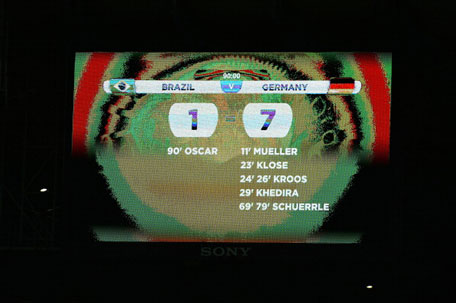 90:00
BRAZIL V GERMANY
1 - 7
90' OSCAR 11' MUELLER
23' KLOSE
24' 26' KROOS
29' KHEDIRA
69' 79' SCHUERRLE
SONY